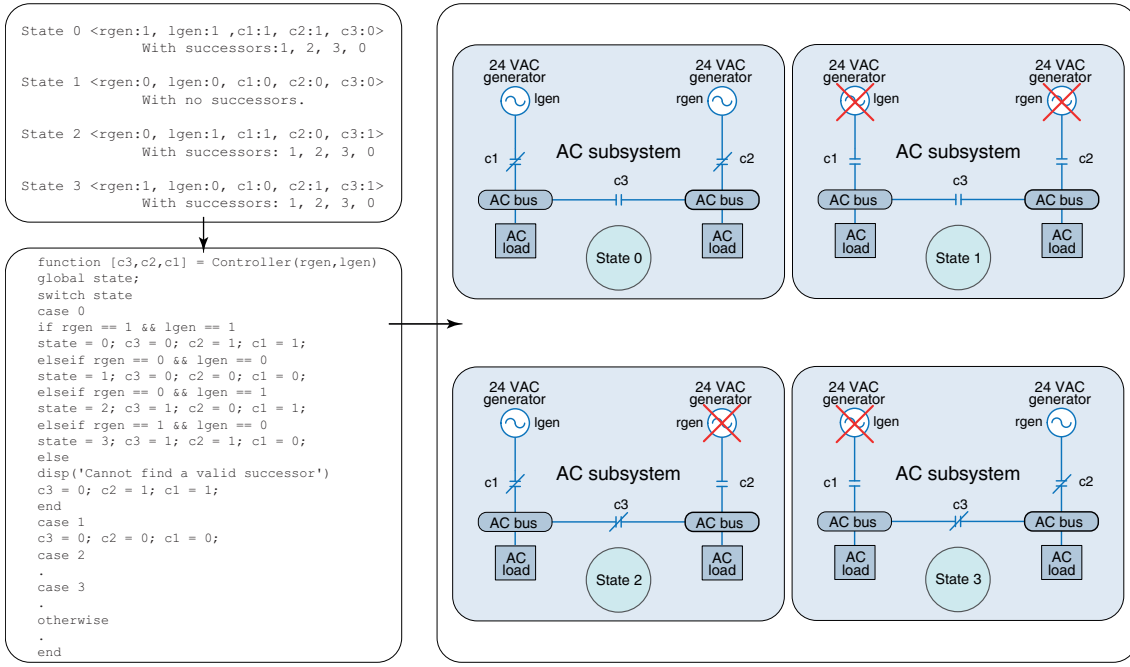 State 0 <rgen:1, lgen:1 ,c1:1, c2:1, c3:0>
With successors:1, 2, 3, 0
State 1 <rgen:0, lgen:0, c1:0, c2:0, c3:0>
With no successors.
State 2 <rgen:0, lgen:1, c1:1, c2:0, c3:1>
With successors: 1, 2, 3, 0
State 3 <rgen:1, lgen:0, c1:0, c2:1, c3:1>
With successors: 1, 2, 3, 0
function [c3,c2,c1] = Controller(rgen,lgen)
global state;
switch state
case 0
if rgen == 1 && lgen == 1
state = 0; c3 = 0; c2 = 1; c1 = 1;
elseif rgen == 0 && lgen == 0
state = 1; c3 = 0; c2 = 0; c1 = 0;
elseif rgen == 0 && lgen == 1
state = 2; c3 = 1; c2 = 0; c1 = 1;
elseif rgen == 1 && lgen == 0
state = 3; c3 = 1; c2 = 1; c1 = 0;
else
disp('Cannot find a valid successor')
c3 = 0; c2 = 1; c1 = 1;
end
case 1
c3 = 0; c2 = 0; c1 = 0;
case 2
.
case 3
.
otherwise
.
end
24 VAC
generator
lgen
24 VAC
generator
rgen
c1
AC subsystem
c2
c3
AC bus
AC bus
AC
load
AC
load
State 0
24 VAC
generator
lgen
24 VAC
generator
rgen
c1
AC subsystem
c2
c3
AC bus
AC bus
AC
load
AC
load
State 1
24 VAC
generator
lgen
24 VAC
generator
rgen
c1
AC subsystem
c2
c3
AC bus
AC bus
AC
load
AC
load
State 2
24 VAC
generator
lgen
24 VAC
generator
rgen
c1
AC subsystem
c2
c3
AC bus
AC bus
AC
load
AC
load
State 3